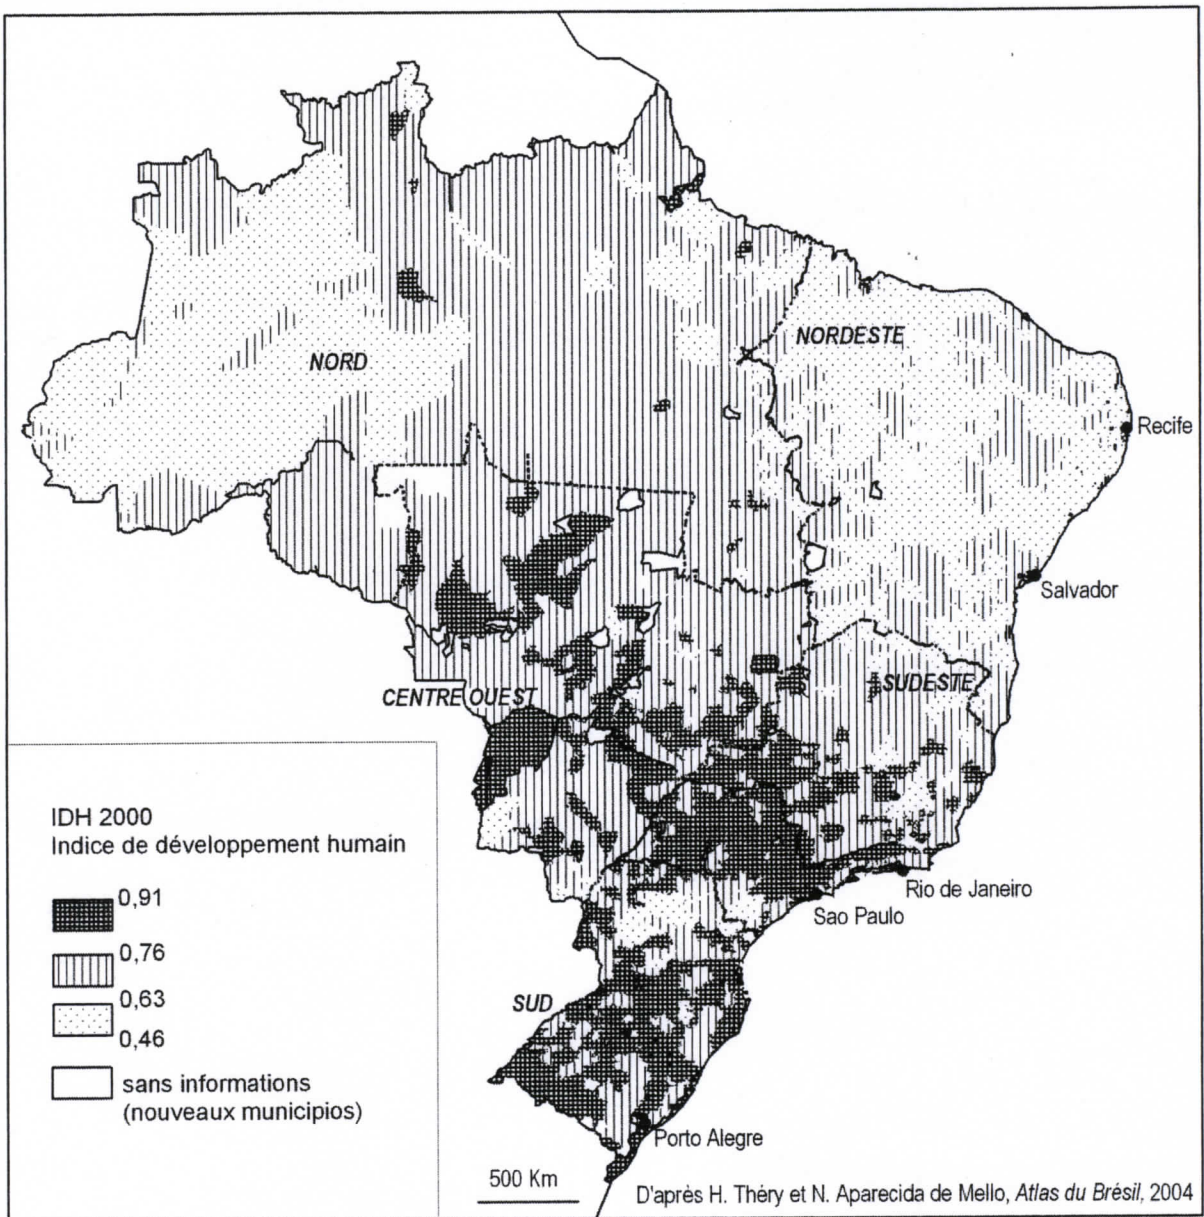 NORD
NORDESTE
Recife
Salvador
CENTRE OUEST
SUDESTE
IDH 2000
Indice de développement humain
0,91
0,76
0,63
0,46
sans informations
(nouveaux municipios)
Rio de Janeiro
Sao Paulo
SUD
Porto Alegre
500 Km
D'après H. Théry et N. Aparecida de Mello, Atlas du Brésil, 2004